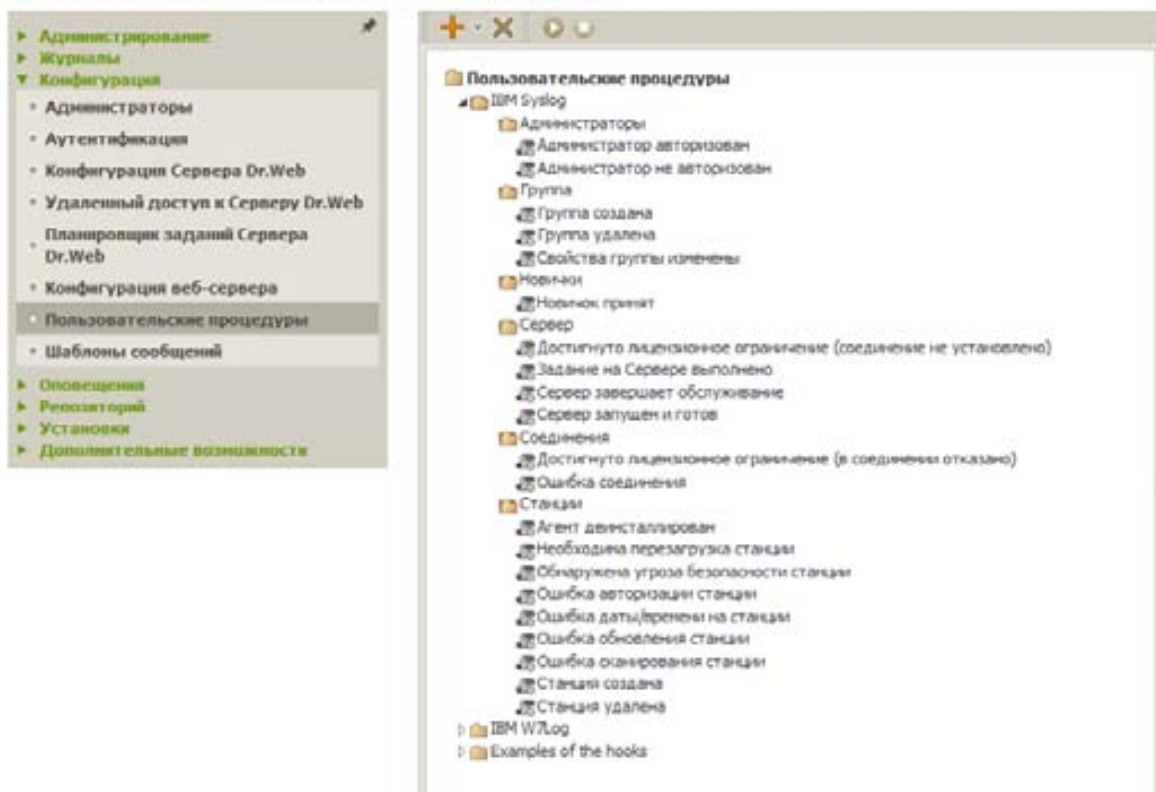 Администрирование
Журналы
Конфигурация
Администраторы
Аутентификация
Конфигурация Сервера Dr.Web
Удаленный доступ к Серверу Dr.Web
Планировщик заданий Сервера
Dr.Web
Конфигурация веб-сервера
Пользовательские процедуры
Шаблоны сообщений
Оповещения
Репозиторий
Установки
Дополнительные возможности
Пользовательские процедуры
IBM Syslog
Администраторы
Администратор авторизован
Администратор не авторизован
Группа
Группа создана
Группа удалена
Свойства группы изменены
Новички
Новичок принят
Сервер
Достигнуто лицензионное ограничение (соединение не установлено)
Задание на Сервере выполнено
Сервер завершает обслуживание
Сервер запущен и готов
Соединения
Достигнуто лицензионное ограничение (в соединении отказано)
Ошибка соединения
Станции
Агент деинсталлирован
Необходима перезагрузка станции
Обнаружена угроза безопасности станции
Ошибка авторизации станции
Ошибка даты/времени на станции
Ошибка обновления станции
Ошибка сканирования станции
Станция создана
Станция удалена
IBM W7Log
Examples of the hooks